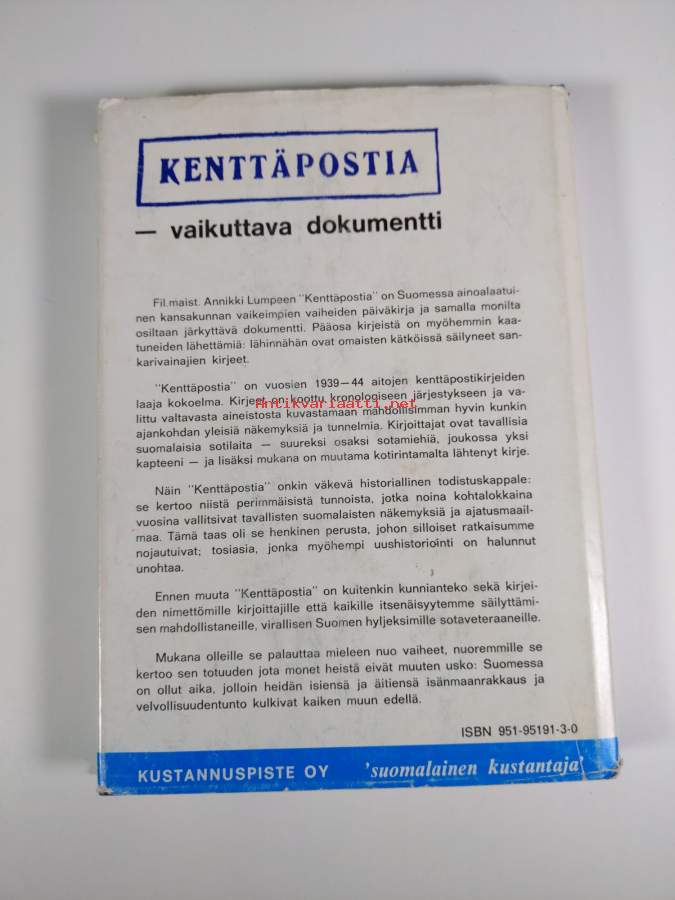 KENTTÄPOSTIA
— vaikuttava dokumentti
Fil.maist. Annikki Lumpeen "Kenttäpostia" on Suomessa ainoalaatui-
nen kansakunnan vaikeimpien vaiheiden päiväkirja ja samalla monilta
osiltaan järkyttävä dokumentti. Pääosa kirjeistä on myöhemmin kaa-
tuneiden lähettämiä: lähinnähän ovat omaisten kätköissä säilyneet san-
karivainajien kirjeet.
"Kenttäpostia" on vuosien 1939—44 aitojen kenttäpostikirjeiden
laaja kokoelma. Kirjeet on koottu kronologiseen järjestykseen ja va-
Antikvariaatti.net
littu valtavasta aineistosta kuvastamaan mahdollisimman hyvin kunkin
ajankohdan yleisiä näkemyksiä ja tunnelmia. Kirjoittajat ovat tavallisia
suomalaisia sotilaita — suureksi osaksi sotamiehiä, joukossa yksi
kapteeni — ja lisäksi mukana on muutama kotirintamalta lähtenyt kirje.
Näin "Kenttäpostia" onkin väkevä historiallinen todistuskappale:
se kertoo niistä perimmäisistä tunnoista, jotka noina kohtalokkaina
vuosina vallitsivat tavallisten suomalaisten näkemyksiä ja ajatusmaail-
maa. Tämä taas oli se henkinen perusta, johon silloiset ratkaisumme
nojautuivat; tosiasia, jonka myöhempi uushistoriointi on halunnut
unohtaa.
Ennen muuta "Kenttäpostia" on kuitenkin kunnianteko sekä kirjei-
den nimettömille kirjoittajille että kaikille itsenäisyytemme säilyttämi-
sen mahdollistaneille, virallisen Suomen hyljeksimille sotaveteraaneille.
Mukana olleille se palauttaa mieleen nuo vaiheet, nuoremmille se
kertoo sen totuuden jota monet heistä eivät muuten usko: Suomessa
on ollut aika, jolloin heidän isiensä ja äitiensä isänmaanrakkaus ja
velvollisuudentunto kulkivat kaiken muun edellä.
ISBN 951-95191-3-0
KUSTANNUSPISTE OY 'suomalainen kustantaja'